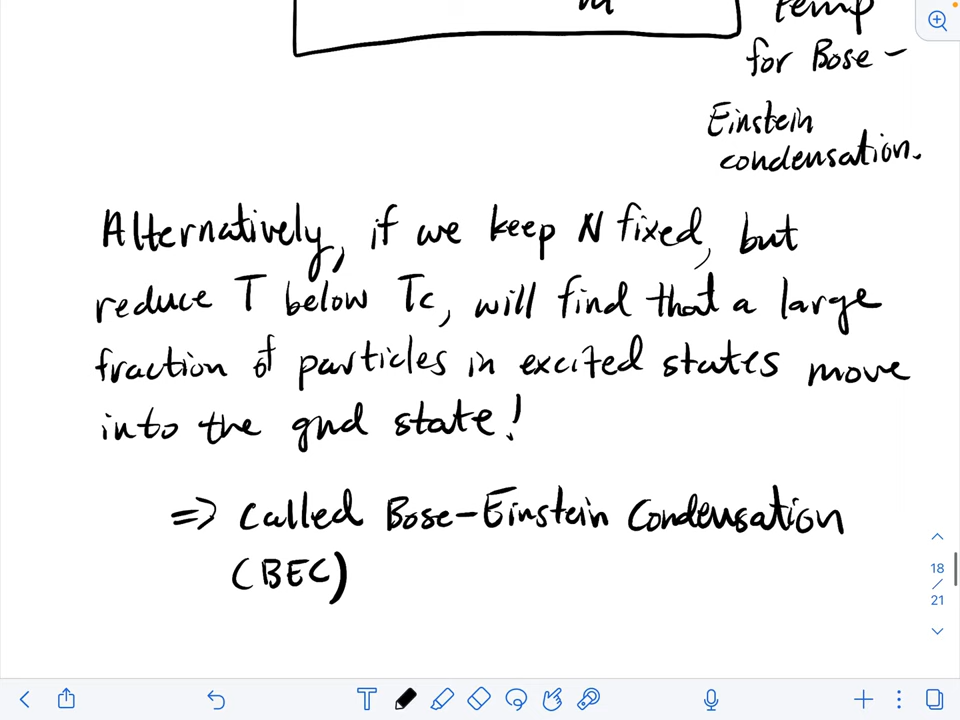 temp
for Bose -
Einstein
condensation.
Alternatively, if we keep N fixed, but
reduce T below Tc, will find that a large
fraction of particles in excited states move
into the gnd state!
=> Called Bose-Einstein Condensation
(BEC)
18
/
21
T